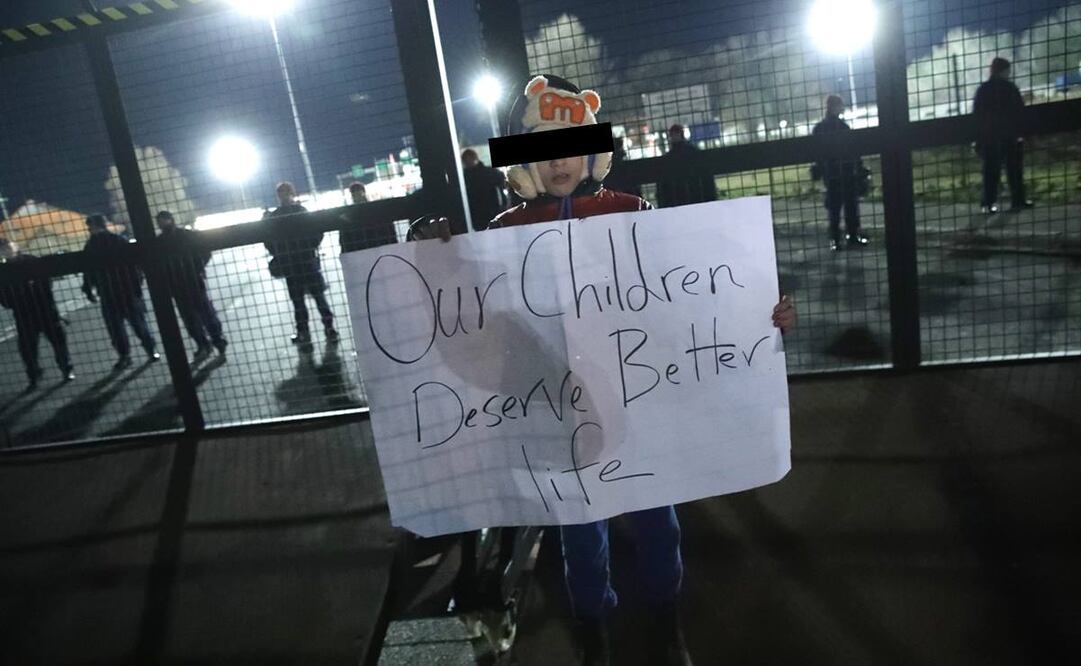 m
Our Children
Deserve Better
life